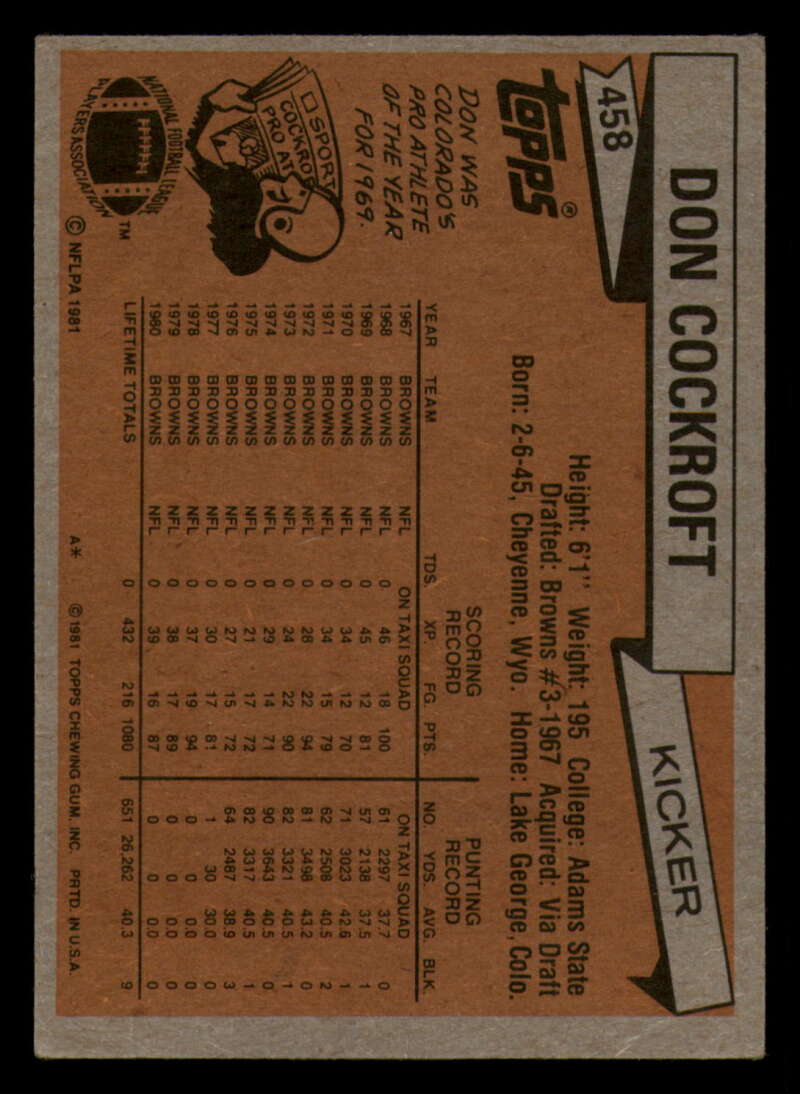 DON COCKROFT
KICKER
458
topps®
Height: 6'1" Weight: 195 College: Adams State
Drafted: Browns #3-1967 Acquired: Via Draft
Born: 2-6-45, Cheyenne, Wyo. Home: Lake George, Colo.
DON WAS
COLORADO'S
PRO ATHLETE
OF THE YEAR
FOR 1969.
SPORT
COCKRO
PRO AT
NATIONAL FOOTBALL LEAGUE
PLAYERS ASSOCIATION
TM
© NFLPA 1981
SCORING RECORD PUNTING RECORD
YEAR TEAM TDS. XP. FG. PTS. NO. YDS. AVG. BLK.
1967 BROWNS NFL ON TAXI SQUAD ON TAXI SQUAD
1968 BROWNS NFL 0 46 18 100 61 2297 37.7 0
1969 BROWNS NFL 0 45 12 81 57 2138 37.5 1
1970 BROWNS NFL 0 34 12 70 71 3023 42.6 1
1971 BROWNS NFL 0 34 15 79 62 2508 40.5 2
1972 BROWNS NFL 0 28 22 94 81 3498 43.2 0
1973 BROWNS NFL 0 24 22 90 82 3321 40.5 1
1974 BROWNS NFL 0 29 14 71 90 3643 40.5 0
1975 BROWNS NFL 0 21 17 72 82 3317 40.5 1
1976 BROWNS NFL 0 27 15 72 64 2487 38.9 3
1977 BROWNS NFL 0 30 17 81 1 30 30.0 0
1978 BROWNS NFL 0 37 19 94 0 0 0.0 0
1979 BROWNS NFL 0 38 17 89 0 0 0.0 0
1980 BROWNS NFL 0 39 16 87 0 0 0.0 0
LIFETIME TOTALS 0 432 216 1080 651 26.262 40.3 9
A* © 1981 TOPPS CHEWING GUM, INC. PRTD. IN U.S.A.